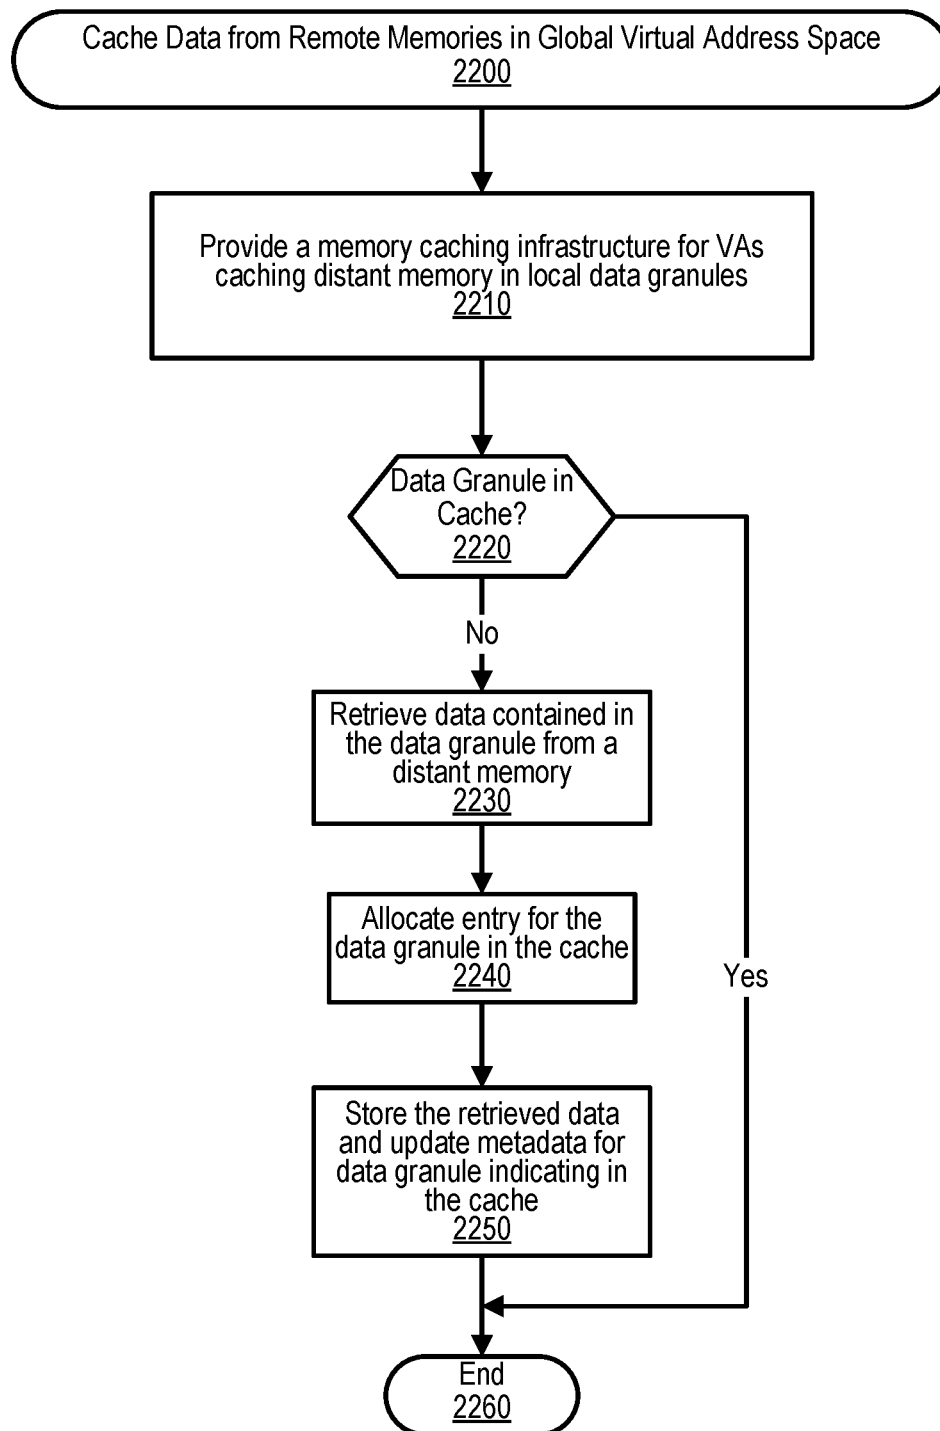 Cache Data from Remote Memories in Global Virtual Address Space
2200
Provide a memory caching infrastructure for VAs
caching distant memory in local data granules
2210
Data Granule in
Cache?
2220
No
Retrieve data contained in
the data granule from a
distant memory
2230
Allocate entry for the
data granule in the cache
2240
Yes
Store the retrieved data
and update metadata for
data granule indicating in
the cache
2250
End
2260